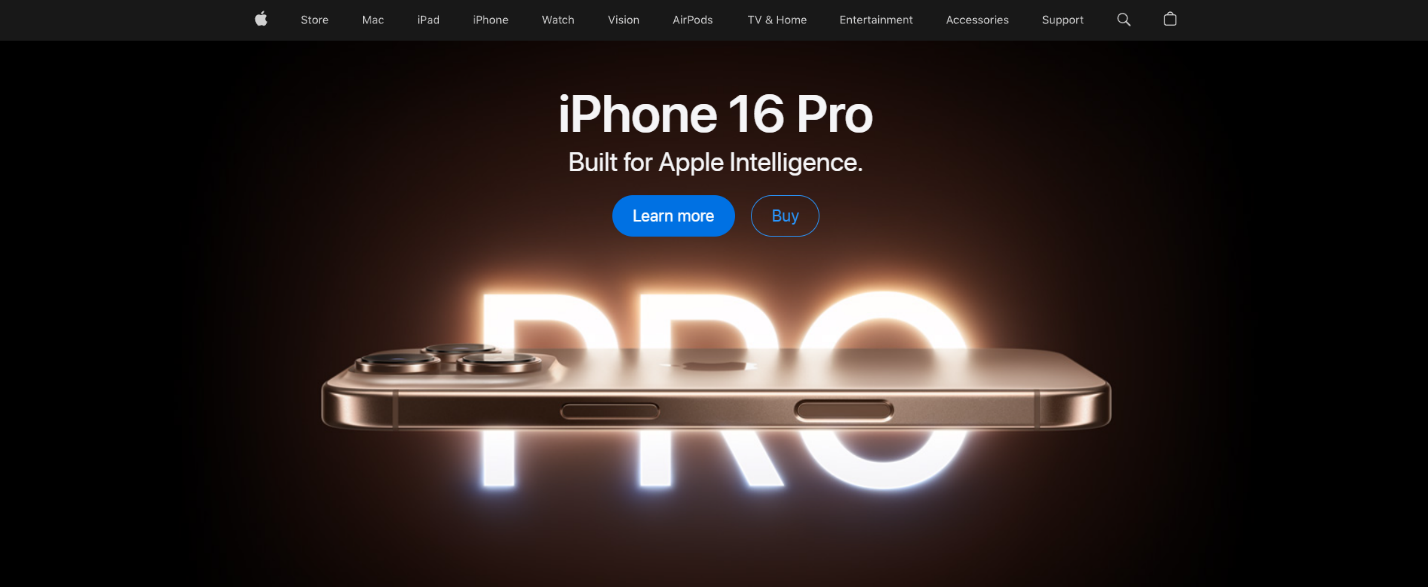 Store Mac iPad iPhone Watch Vision AirPods TV & Home Entertainment Accessories Support
iPhone 16 Pro
Built for Apple Intelligence.
Learn more Buy
PRO